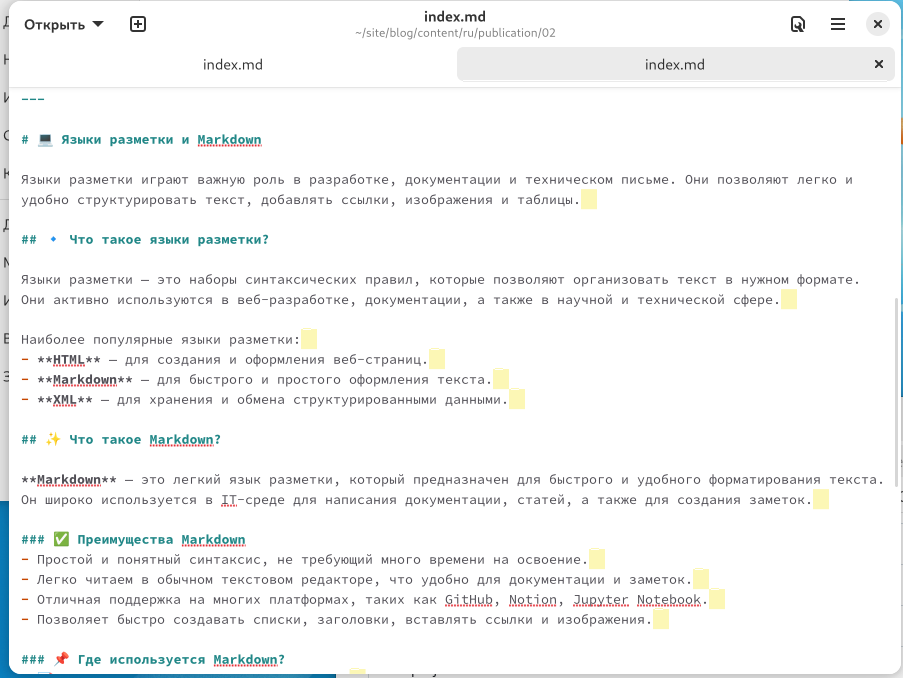 Открыть
index.md
~/site/blog/content/ru/publication/02
index.md
index.md
---
# 💻 Языки разметки и Markdown
Языки разметки играют важную роль в разработке, документации и техническом письме. Они позволяют легко и
удобно структурировать текст, добавлять ссылки, изображения и таблицы.
## 🔹 Что такое языки разметки?
Языки разметки — это наборы синтаксических правил, которые позволяют организовать текст в нужном формате.
Они активно используются в веб-разработке, документации, а также в научной и технической сфере.
Наиболее популярные языки разметки:
- **HTML** — для создания и оформления веб-страниц.
- **Markdown** — для быстрого и простого оформления текста.
- **XML** — для хранения и обмена структурированными данными.
## ✨ Что такое Markdown?
**Markdown** — это легкий язык разметки, который предназначен для быстрого и удобного форматирования текста.
Он широко используется в IT-среде для написания документации, статей, а также для создания заметок.
### ✅ Преимущества Markdown
- Простой и понятный синтаксис, не требующий много времени на освоение.
- Легко читаем в обычном текстовом редакторе, что удобно для документации и заметок.
- Отличная поддержка на многих платформах, таких как GitHub, Notion, Jupyter Notebook.
- Позволяет быстро создавать списки, заголовки, вставлять ссылки и изображения.
### 📌 Где используется Markdown?